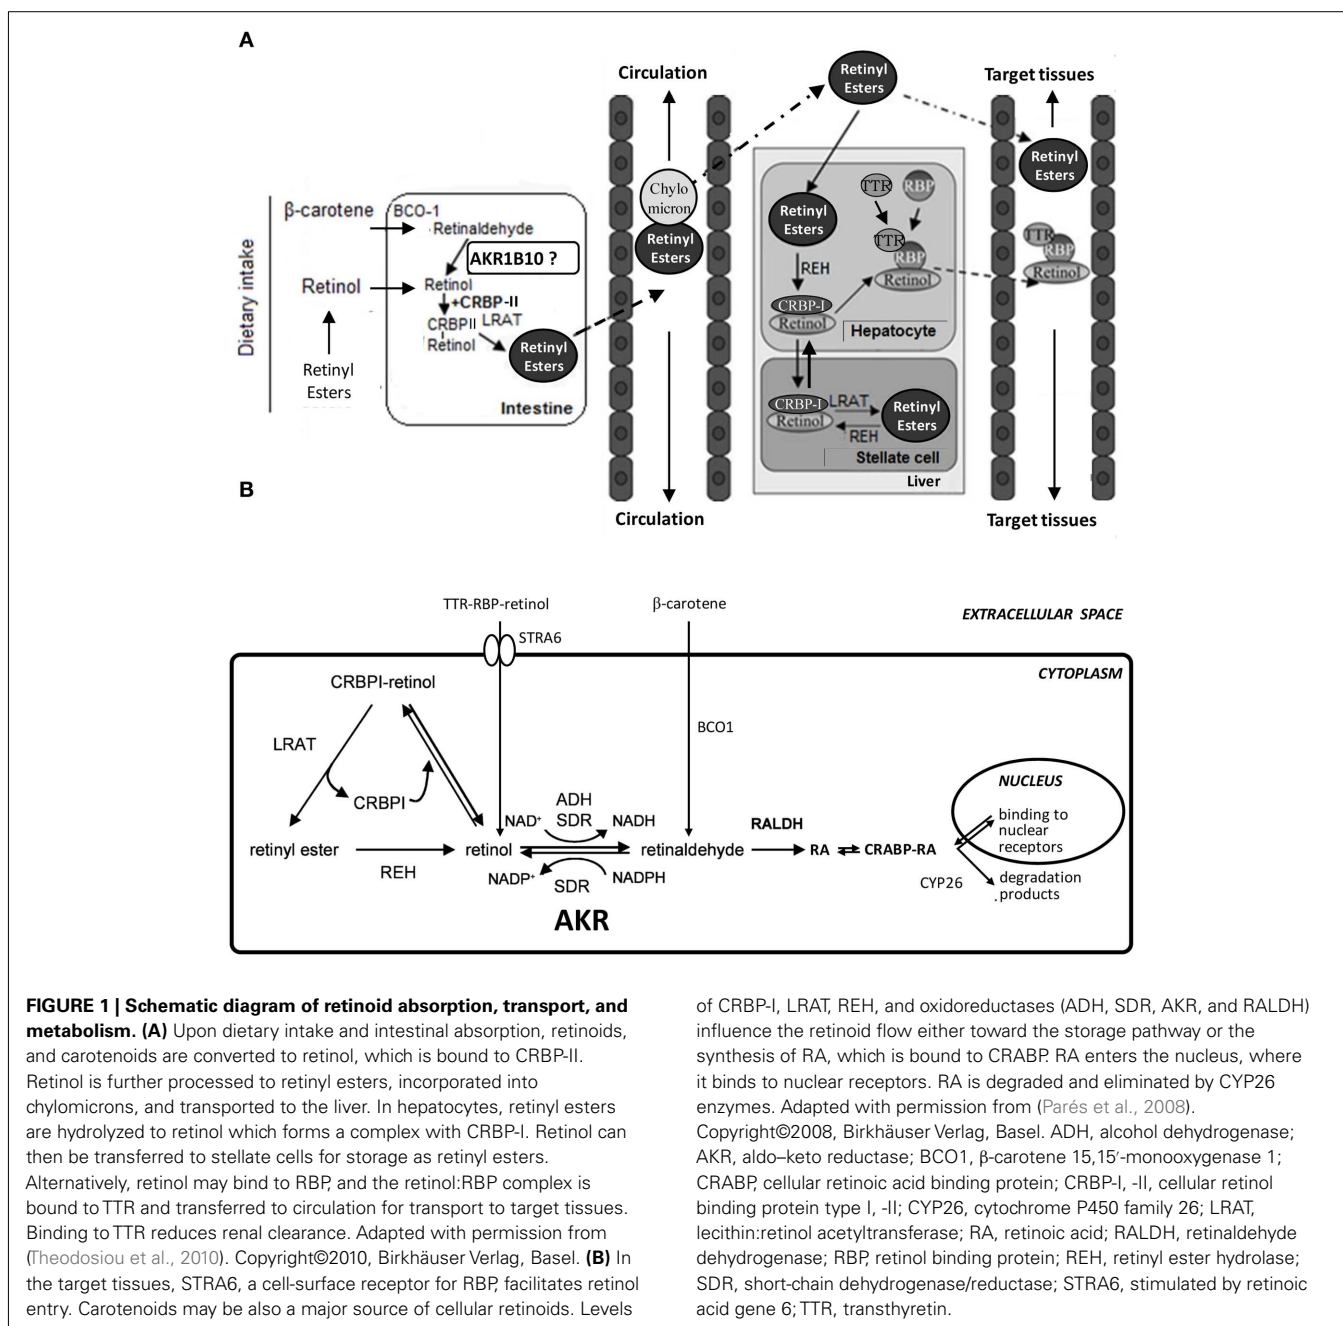 A
Circulation
Retinyl
Esters
Target tissues
Retinyl
Esters
Chylo
micron
Retinyl
Esters
Dietary intake
β-carotene
BCO-1
Retinaldehyde
AKR1B10 ?
Retinol
Retinol
+CRBP-II
CRBPII LRAT
Retinol
Retinyl
Esters
Retinyl
Esters
Intestine
TTR
RBP
Retinyl
Esters
TTR
RBP
Retinol
REH
CRBP-I
Retinol
Hepatocyte
TTR
RBP
Retinol
CRBP-I
Retinol
LRAT
REH
Retinyl
Esters
Stellate cell
Liver
Circulation
Target tissues
B
TTR-RBP-retinol
β-carotene
EXTRACELLULAR SPACE
STRA6
CYTOPLASM
CRBPI-retinol
BCO1
LRAT
CRBPI
NUCLEUS
binding to
nuclear
receptors
NAD⁺
ADH
SDR
NADH
RALDH
retinyl ester
REH
retinol
retinaldehyde
RA
CRABP-RA
NADP⁺
SDR
NADPH
CYP26
degradation
products
AKR
FIGURE 1 | Schematic diagram of retinoid absorption, transport, and
metabolism. (A) Upon dietary intake and intestinal absorption, retinoids,
and carotenoids are converted to retinol, which is bound to CRBP-II.
Retinol is further processed to retinyl esters, incorporated into
chylomicrons, and transported to the liver. In hepatocytes, retinyl esters
are hydrolyzed to retinol which forms a complex with CRBP-I. Retinol can
then be transferred to stellate cells for storage as retinyl esters.
Alternatively, retinol may bind to RBP, and the retinol:RBP complex is
bound to TTR and transferred to circulation for transport to target tissues.
Binding to TTR reduces renal clearance. Adapted with permission from
(Theodosiou et al., 2010). Copyright©2010, Birkhäuser Verlag, Basel. (B) In
the target tissues, STRA6, a cell-surface receptor for RBP, facilitates retinol
entry. Carotenoids may be also a major source of cellular retinoids. Levels
of CRBP-I, LRAT, REH, and oxidoreductases (ADH, SDR, AKR, and RALDH)
influence the retinoid flow either toward the storage pathway or the
synthesis of RA, which is bound to CRABP. RA enters the nucleus, where
it binds to nuclear receptors. RA is degraded and eliminated by CYP26
enzymes. Adapted with permission from (Parés et al., 2008).
Copyright©2008, Birkhäuser Verlag, Basel. ADH, alcohol dehydrogenase;
AKR, aldo–keto reductase; BCO1, β-carotene 15,15′-monooxygenase 1;
CRABP, cellular retinoic acid binding protein; CRBP-I, -II, cellular retinol
binding protein type I, -II; CYP26, cytochrome P450 family 26; LRAT,
lecithin:retinol acetyltransferase; RA, retinoic acid; RALDH, retinaldehyde
dehydrogenase; RBP, retinol binding protein; REH, retinyl ester hydrolase;
SDR, short-chain dehydrogenase/reductase; STRA6, stimulated by retinoic
acid gene 6; TTR, transthyretin.